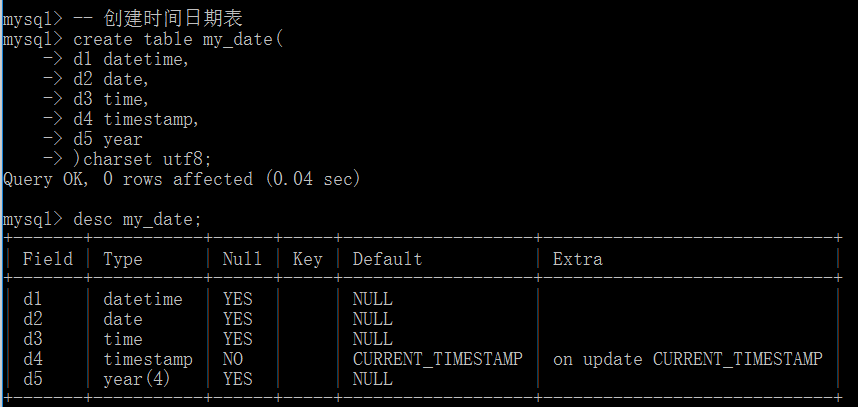 mysql> -- 创建时间日期表
mysql> create table my_date(
    -> d1 datetime,
    -> d2 date,
    -> d3 time,
    -> d4 timestamp,
    -> d5 year
    -> )charset utf8;
Query OK, 0 rows affected (0.04 sec)

mysql> desc my_date;
+-------+-----------+------+-----+-------------------+-----------------------------+
| Field | Type      | Null | Key | Default           | Extra                       |
+-------+-----------+------+-----+-------------------+-----------------------------+
| d1    | datetime  | YES  |     | NULL              |                             |
| d2    | date      | YES  |     | NULL              |                             |
| d3    | time      | YES  |     | NULL              |                             |
| d4    | timestamp | NO   |     | CURRENT_TIMESTAMP | on update CURRENT_TIMESTAMP |
| d5    | year(4)   | YES  |     | NULL              |                             |
+-------+-----------+------+-----+-------------------+-----------------------------+